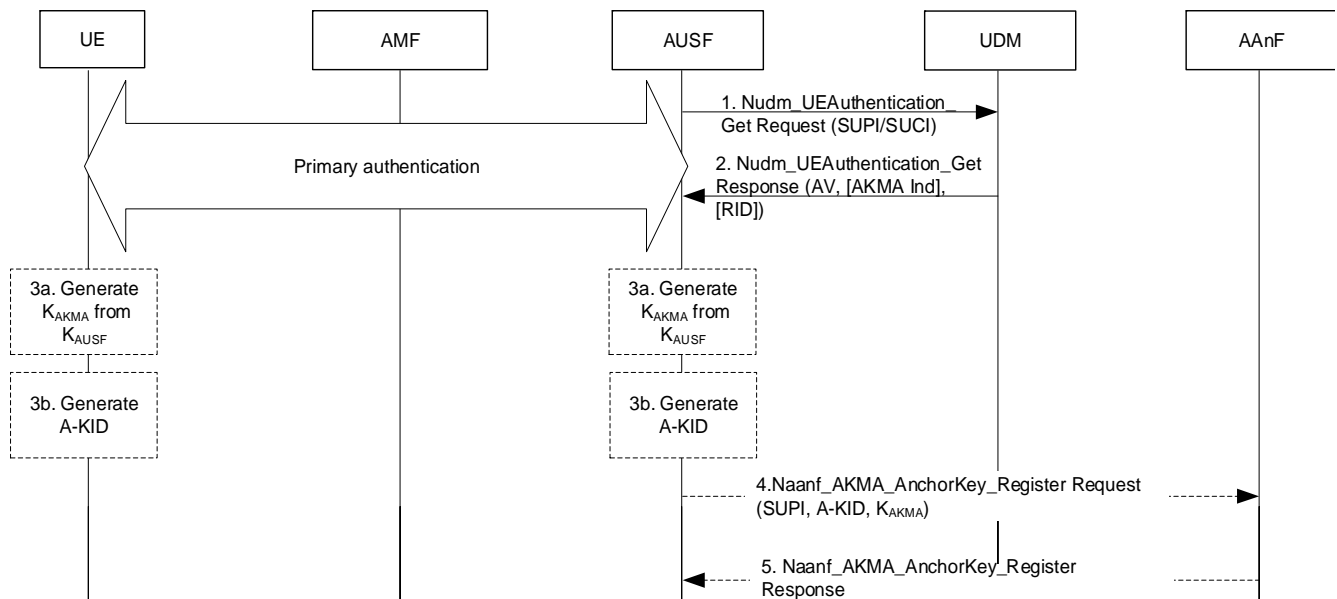 UE
AMF
AUSF
UDM
AAnF
1. Nudm_UEAuthentication_
Get Request (SUPI/SUCI)
Primary authentication
2. Nudm_UEAuthentication_Get
Response (AV, [AKMA Ind],
[RID])
3a. Generate
KAKMA from
KAUSF
3a. Generate
KAKMA from
KAUSF
3b. Generate
A-KID
3b. Generate
A-KID
4.Naanf_AKMA_AnchorKey_Register Request
(SUPI, A-KID, KAKMA)
5. Naanf_AKMA_AnchorKey_Register
Response